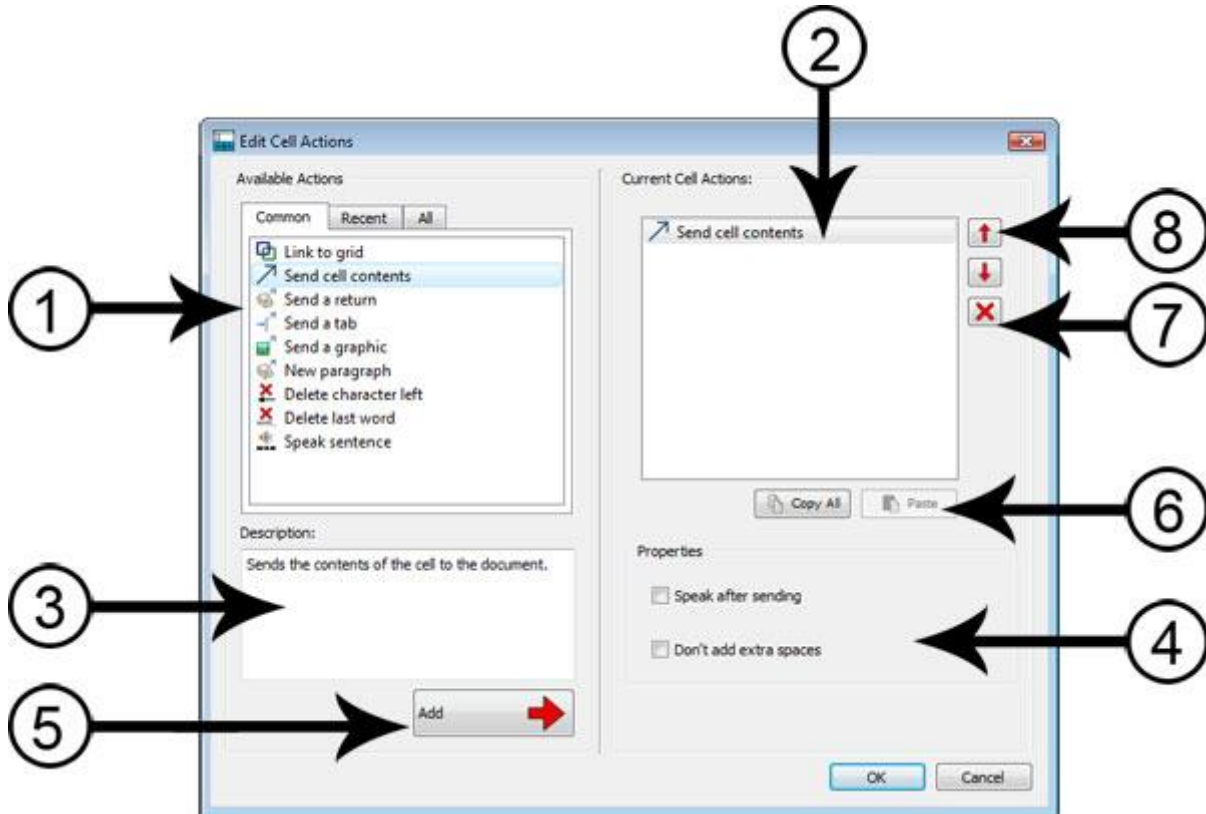 2
Edit Cell Actions
Available Actions
Common Recent All
Link to grid
Send cell contents
Send a return
Send a tab
Send a graphic
New paragraph
Delete character left
Delete last word
Speak sentence
1
Description:
Sends the contents of the cell to the document.
3
Add
5
Current Cell Actions:
Send cell contents
8
7
Copy All Paste
6
Properties
Speak after sending
Don't add extra spaces
4
OK Cancel